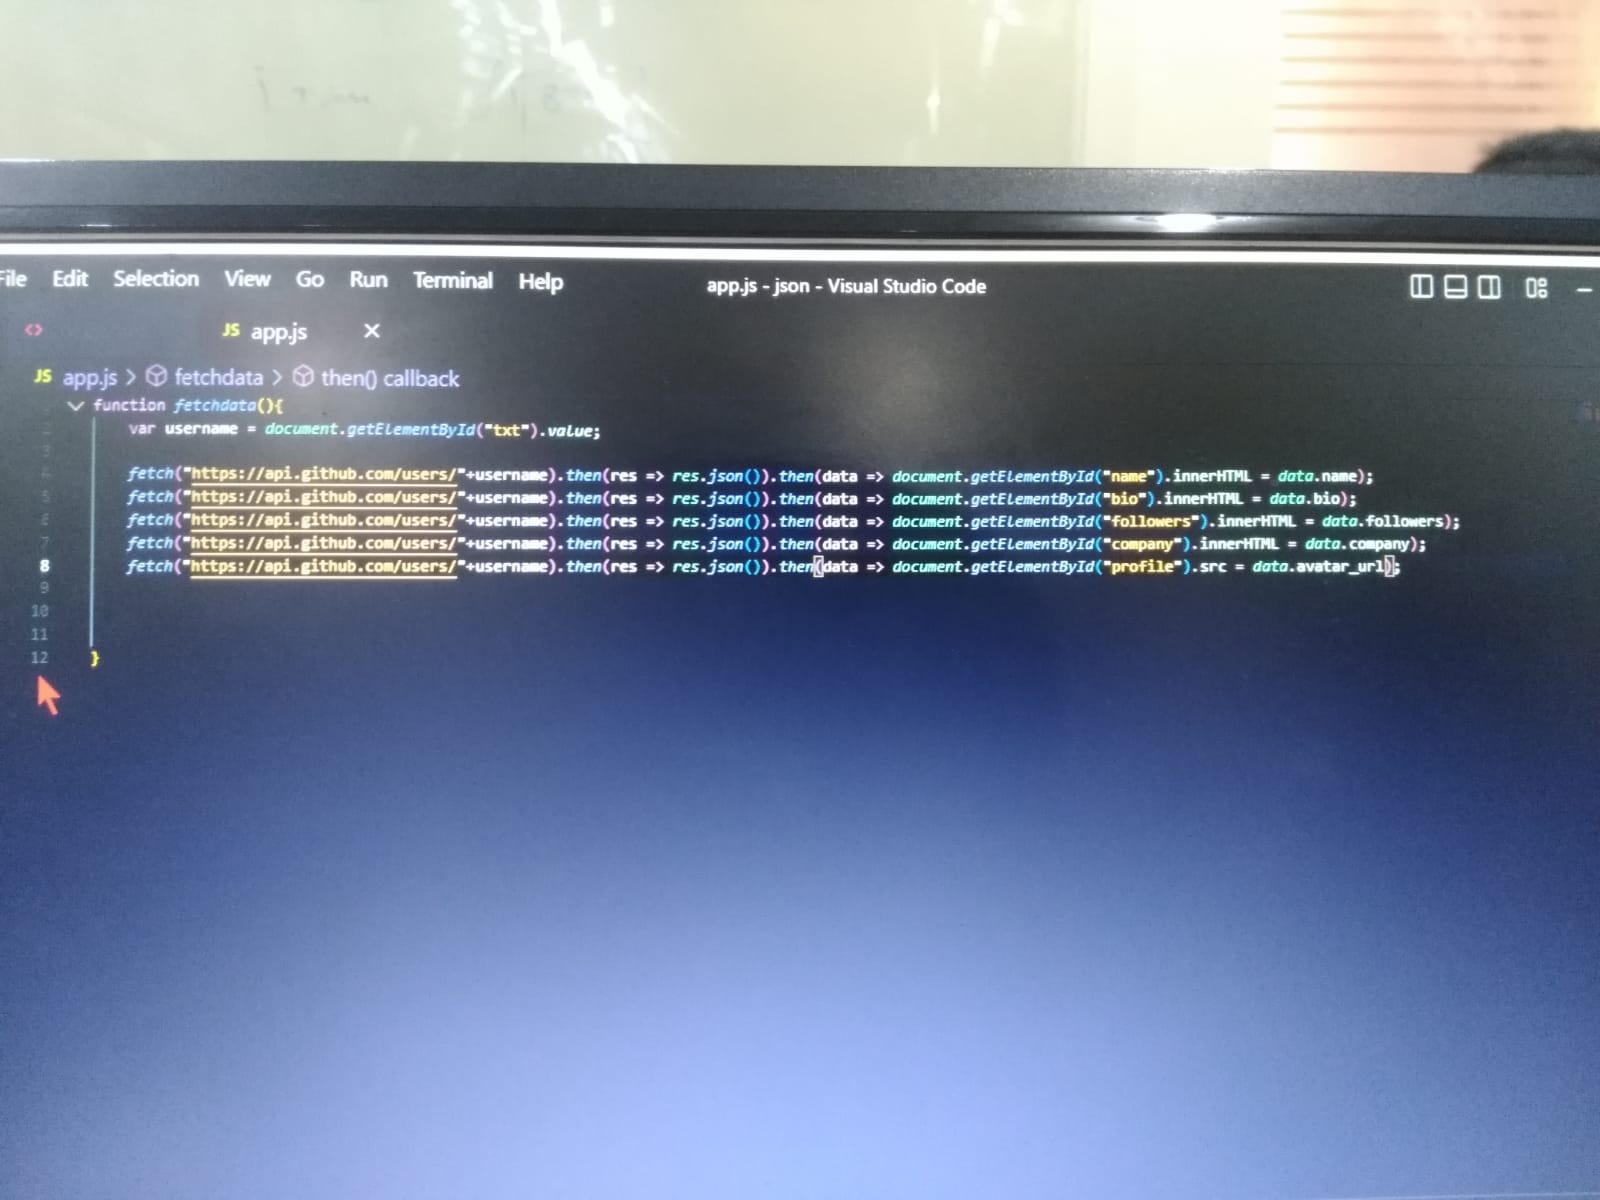 File Edit Selection View Go Run Terminal Help
app.js - json - Visual Studio Code
JS app.js
JS app.js > fetchdata > then() callback
function fetchdata(){
var username = document.getElementById("txt").value;
3
fetch("https://api.github.com/users/"+username).then(res => res.json()).then(data => document.getElementById("name").innerHTML = data.name);
5 fetch("https://api.github.com/users/"+username).then(res => res.json()).then(data => document.getElementById("bio").innerHTML = data.bio);
6 fetch("https://api.github.com/users/"+username).then(res => res.json()).then(data => document.getElementById("followers").innerHTML = data.followers);
7 fetch("https://api.github.com/users/"+username).then(res => res.json()).then(data => document.getElementById("company").innerHTML = data.company);
8 fetch("https://api.github.com/users/"+username).then(res => res.json()).then(data => document.getElementById("profile").src = data.avatar_url);
9
10
11
12 }